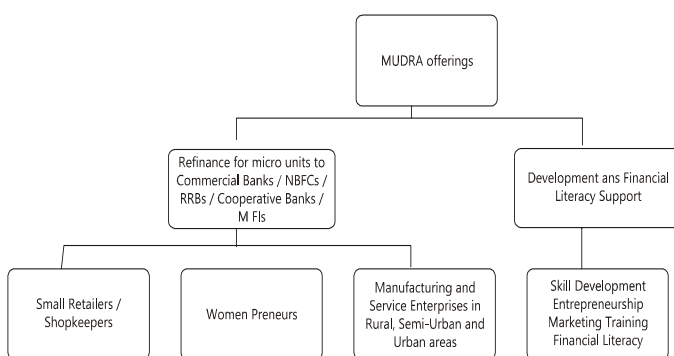 MUDRA offerings
Refinance for micro units to
Commercial Banks / NBFCs /
RRBs / Cooperative Banks /
M FIs
Development ans Financial
Literacy Support
Small Retailers /
Shopkeepers
Women Preneurs
Manufacturing and
Service Enterprises in
Rural, Semi-Urban and
Urban areas
Skill Development
Entrepreneurship
Marketing Training
Financial Literacy